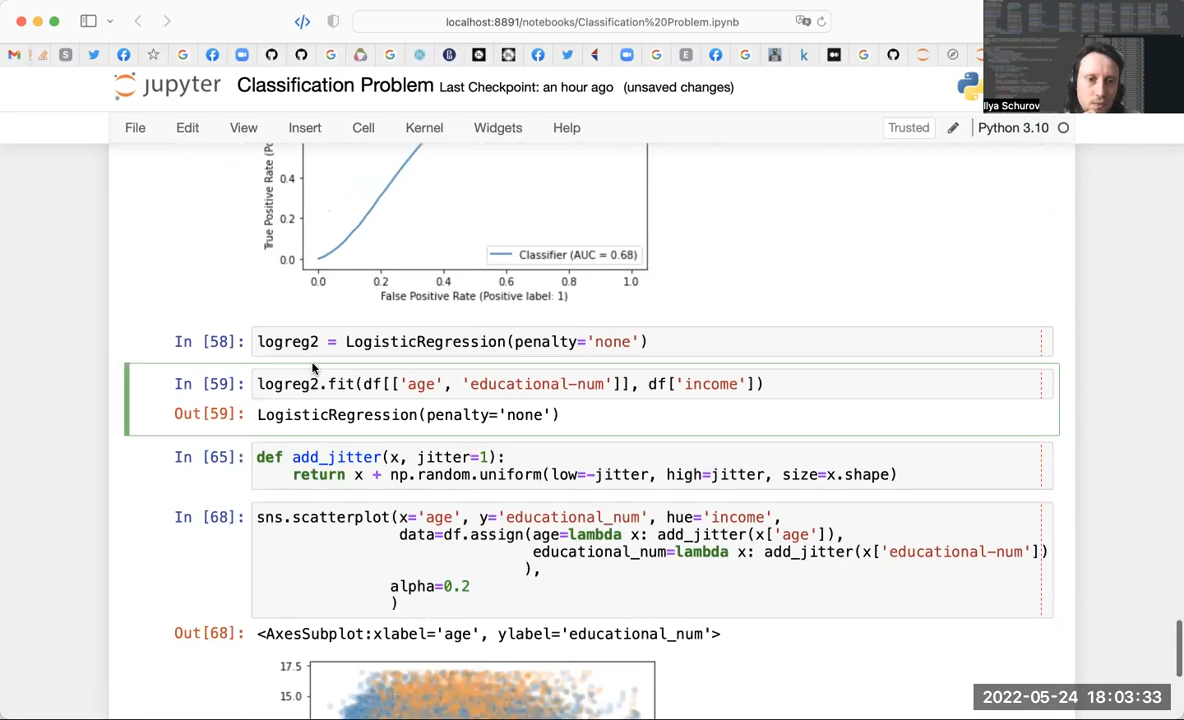 localhost:8891/notebooks/Classification%20Problem.ipynb
Ilya Schurov
jupyter Classification Problem Last Checkpoint: an hour ago (unsaved changes)
File Edit View Insert Cell Kernel Widgets Help
Trusted Python 3.10
True Positive Rate (Po
0.4
0.2
0.0
Classifier (AUC = 0.68)
0.0 0.2 0.4 0.6 0.8 1.0
False Positive Rate (Positive label: 1)
In [58]: logreg2 = LogisticRegression(penalty='none')
In [59]: logreg2.fit(df[['age', 'educational-num']], df['income'])
Out[59]: LogisticRegression(penalty='none')
In [65]: def add_jitter(x, jitter=1):
return x + np.random.uniform(low=-jitter, high=jitter, size=x.shape)
In [68]: sns.scatterplot(x='age', y='educational_num', hue='income',
data=df.assign(age=lambda x: add_jitter(x['age']),
educational_num=lambda x: add_jitter(x['educational-num'])
),
alpha=0.2
)
Out[68]: <AxesSubplot:xlabel='age', ylabel='educational_num'>
17.5
15.0
2022-05-24 18:03:33